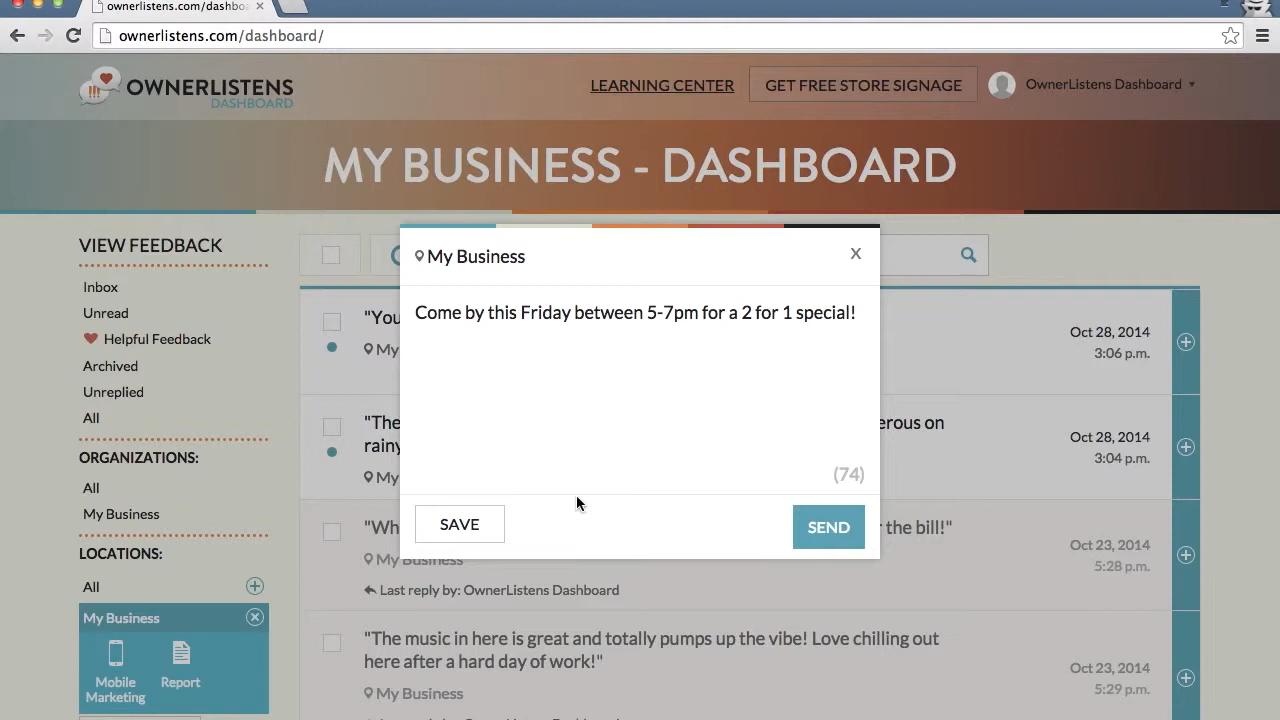 ownerlistens.com/dashboa
ownerlistens.com/dashboard/
OWNERLISTENS
DASHBOARD
LEARNING CENTER
GET FREE STORE SIGNAGE
OwnerListens Dashboard
MY BUSINESS - DASHBOARD
VIEW FEEDBACK
Inbox
Unread
Helpful Feedback
Archived
Unreplied
All
ORGANIZATIONS:
All
My Business
LOCATIONS:
All
My Business
Mobile
Marketing
Report
My Business
X
Come by this Friday between 5-7pm for a 2 for 1 special!
(74)
SAVE
SEND
"You
My
Oct 28, 2014
3:06 p.m.
"The
erous on
rainy
My
Oct 28, 2014
3:04 p.m.
"Wh
r the bill!"
My Business
Last reply by: OwnerListens Dashboard
Oct 23, 2014
5:28 p.m.
"The music in here is great and totally pumps up the vibe! Love chilling out
here after a hard day of work!"
My Business
Oct 23, 2014
5:29 p.m.